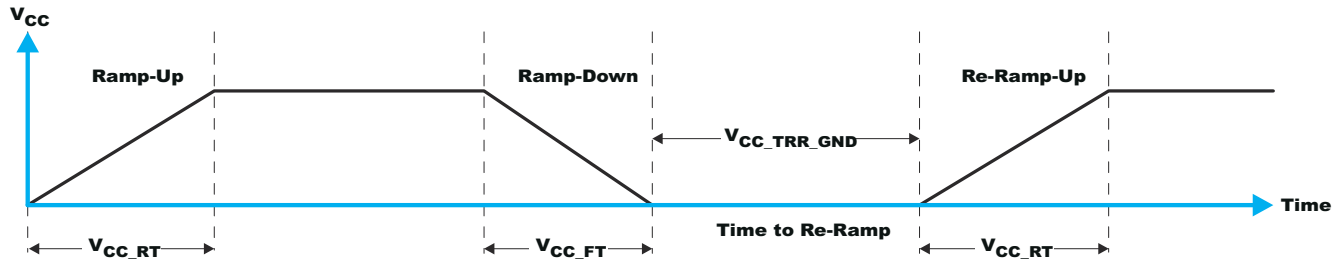 VCC
Ramp-Up
Ramp-Down
Re-Ramp-Up
VCC_TRR_GND
Time
Time to Re-Ramp
VCC_RT
VCC_FT
VCC_RT